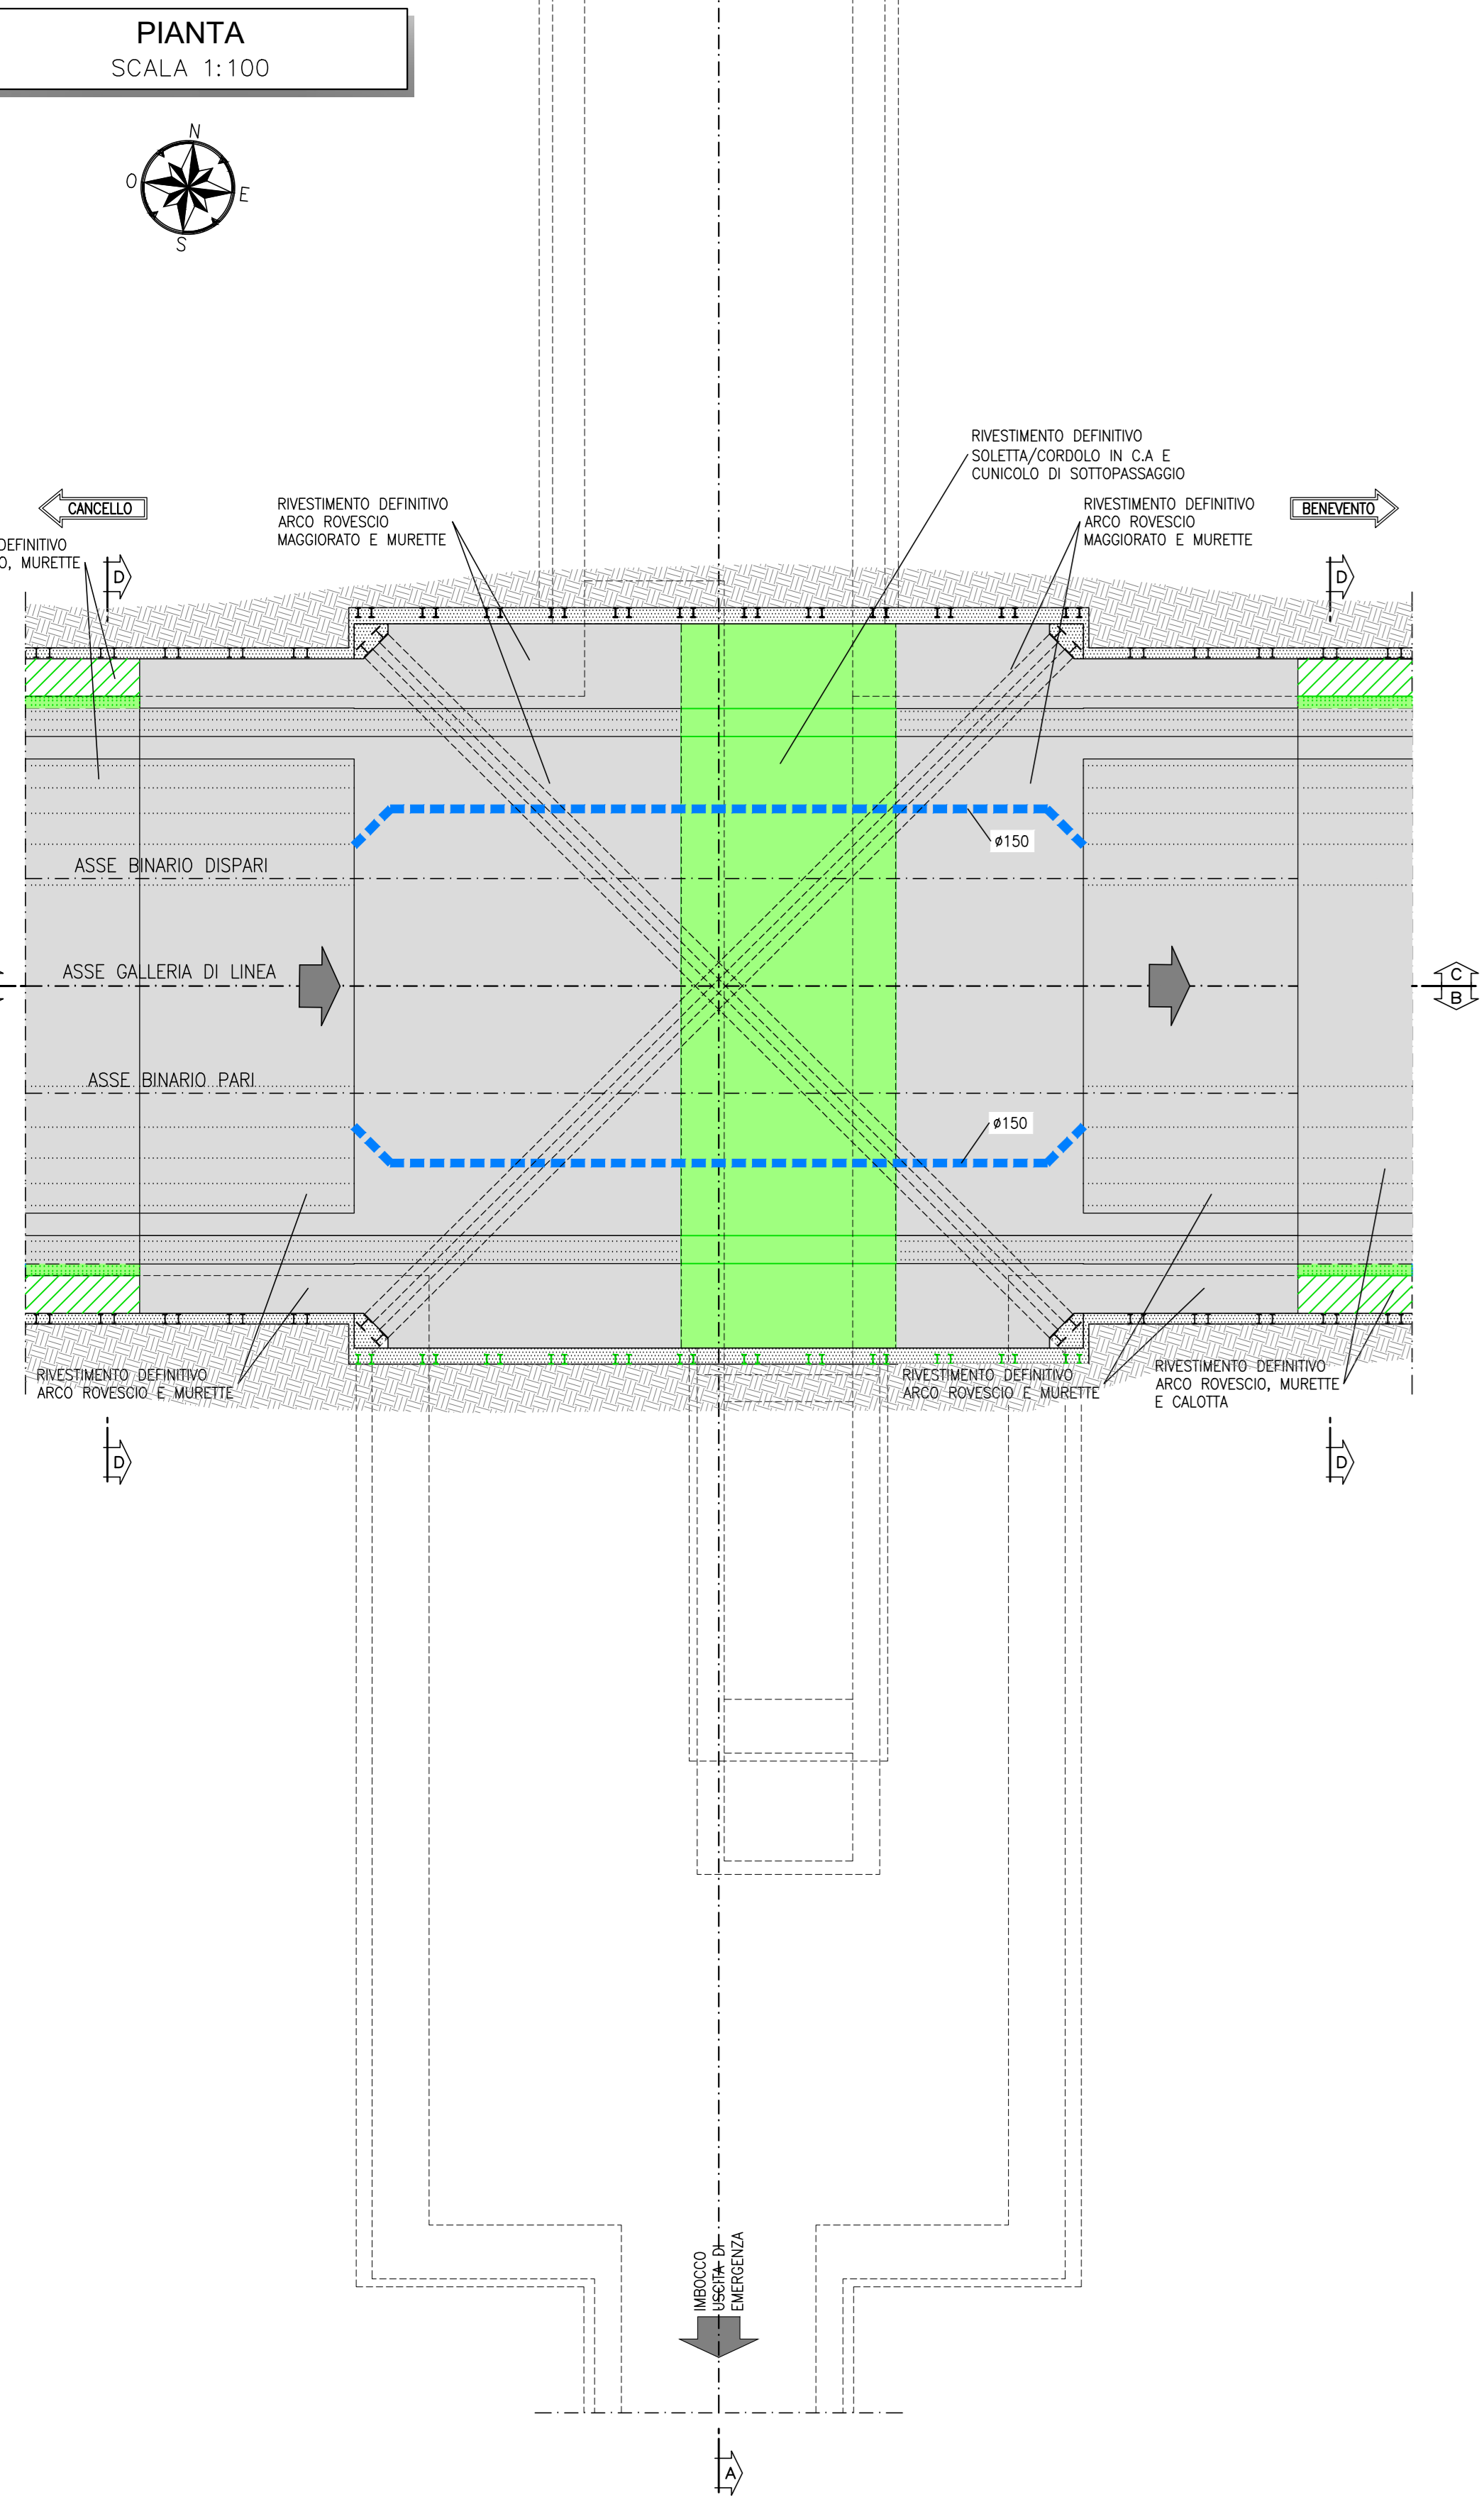 PIANTA
SCALA 1:100
N
O
E
S
RIVESTIMENTO DEFINITIVO
SOLETTA/CORDOLO IN C.A E
CUNICOLO DI SOTTOPASSAGGIO
CANCELLO
RIVESTIMENTO DEFINITIVO
ARCO ROVESCIO
MAGGIORATO E MURETTE
RIVESTIMENTO DEFINITIVO
ARCO ROVESCIO
MAGGIORATO E MURETTE
BENEVENTO
DEFINITIVO
O, MURETTE
D
D
ø150
ASSE BINARIO DISPARI
ASSE GALLERIA DI LINEA
C
B
ASSE BINARIO PARI
ø150
RIVESTIMENTO DEFINITIVO
ARCO ROVESCIO E MURETTE
RIVESTIMENTO DEFINITIVO
ARCO ROVESCIO E MURETTE
RIVESTIMENTO DEFINITIVO
ARCO ROVESCIO, MURETTE
E CALOTTA
D
D
IMBOCCO
USCITA DI
EMERGENZA
A